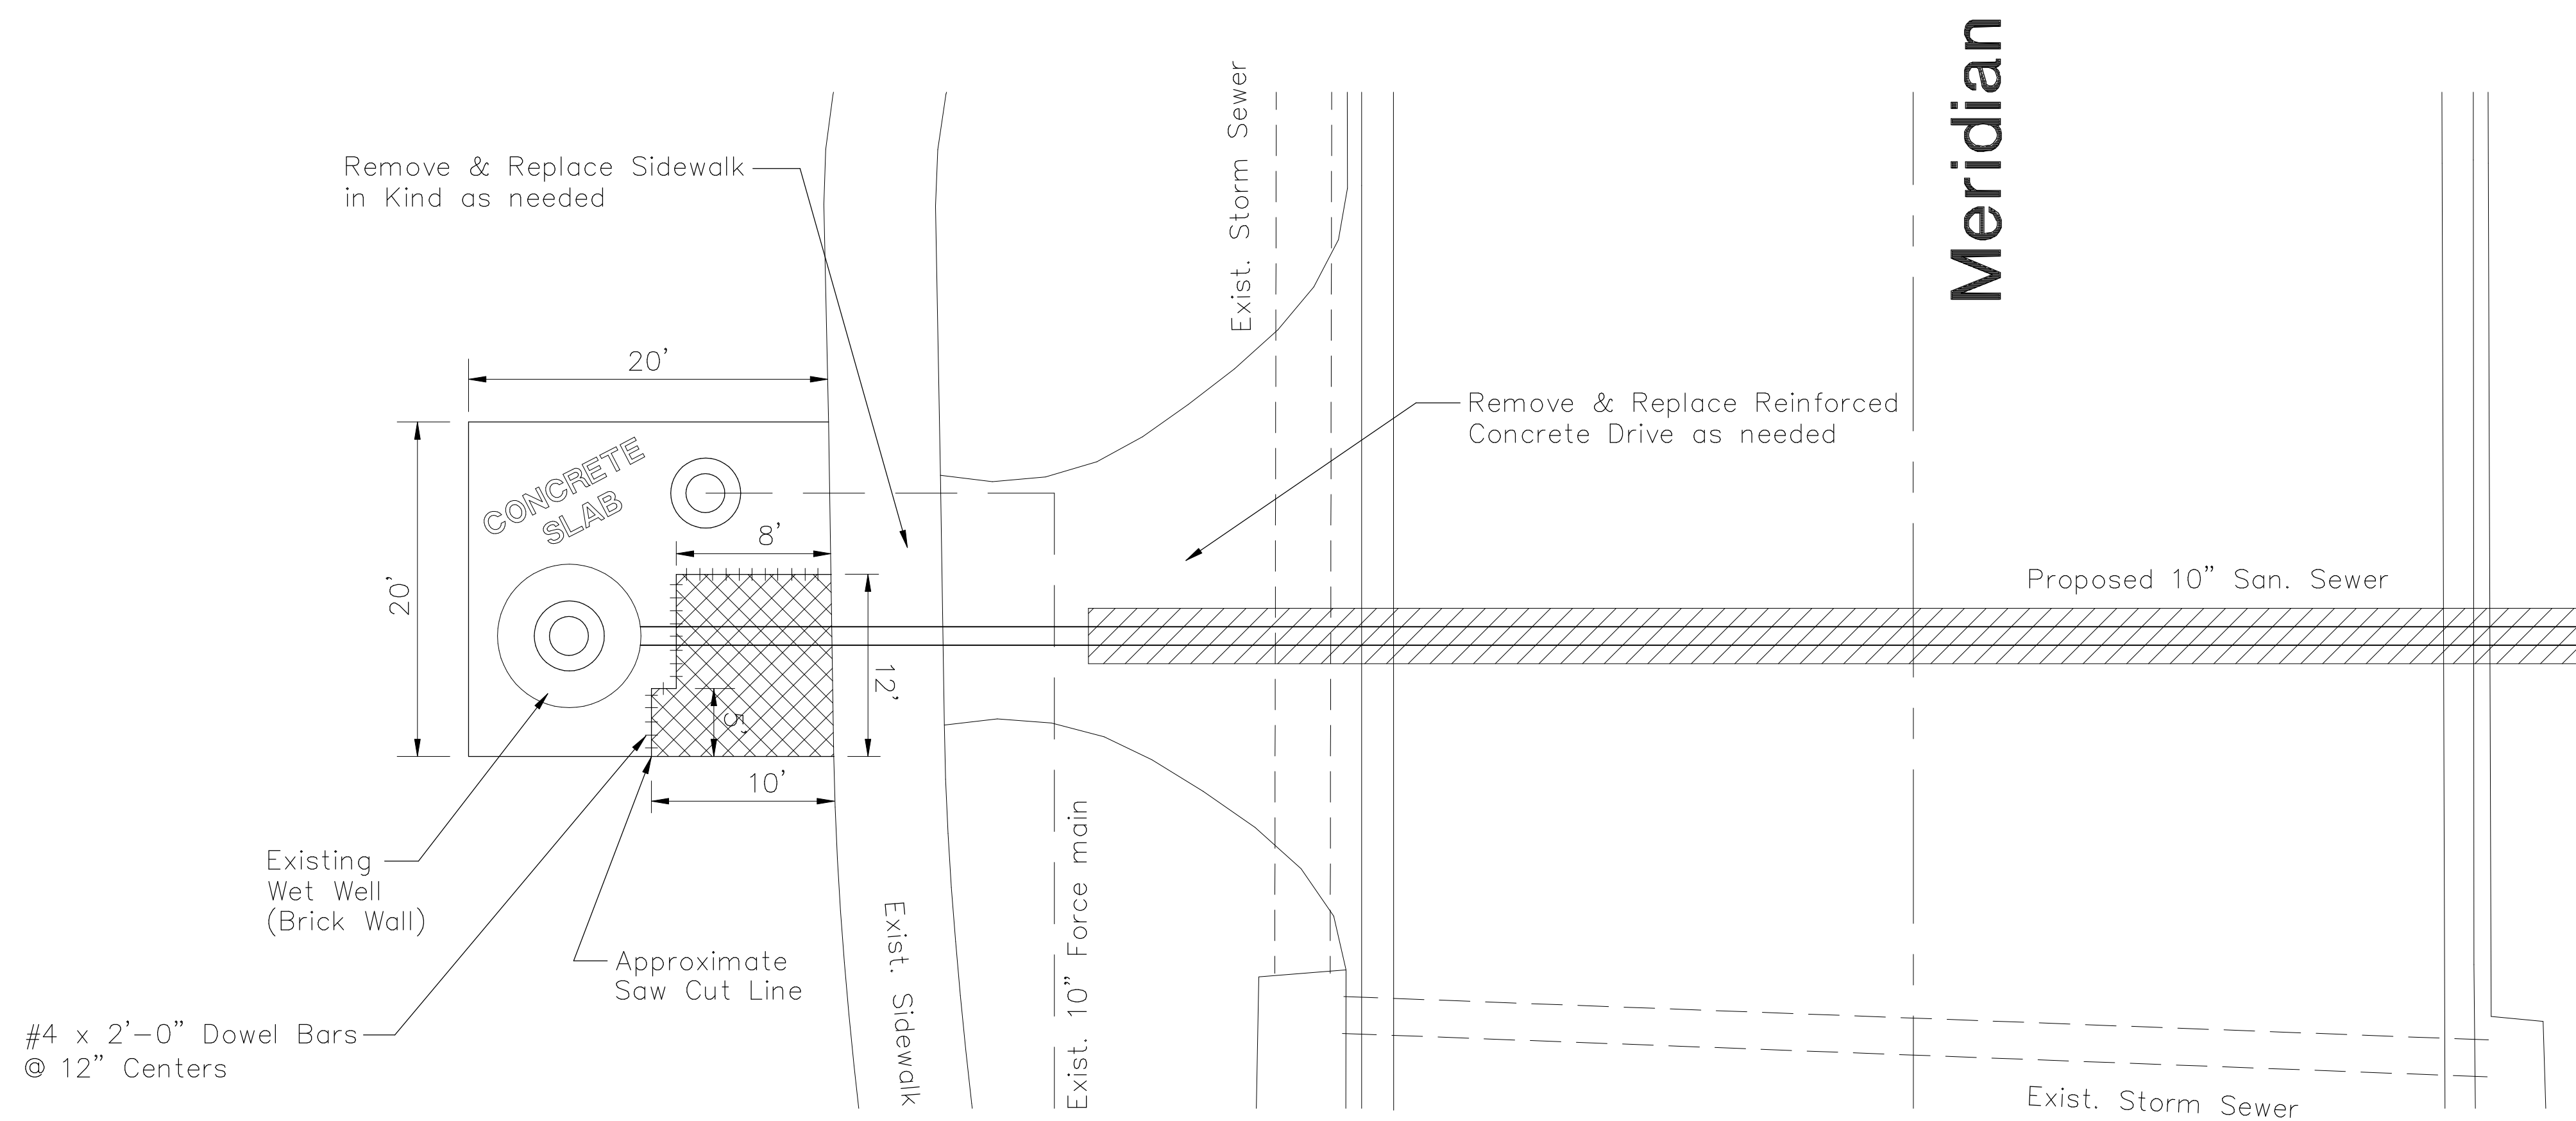 Meridian
Exist. Storm Sewer
Remove & Replace Sidewalk
in Kind as needed
20'
Remove & Replace Reinforced
Concrete Drive as needed
CONCRETE
SLAB
8'
20'
Proposed 10" San. Sewer
12'
5'
10'
Existing
Wet Well
(Brick Wall)
Exist. 10" Force main
Exist. Sidewalk
Approximate
Saw Cut Line
#4 x 2'-0" Dowel Bars
@ 12" Centers
Exist. Storm Sewer